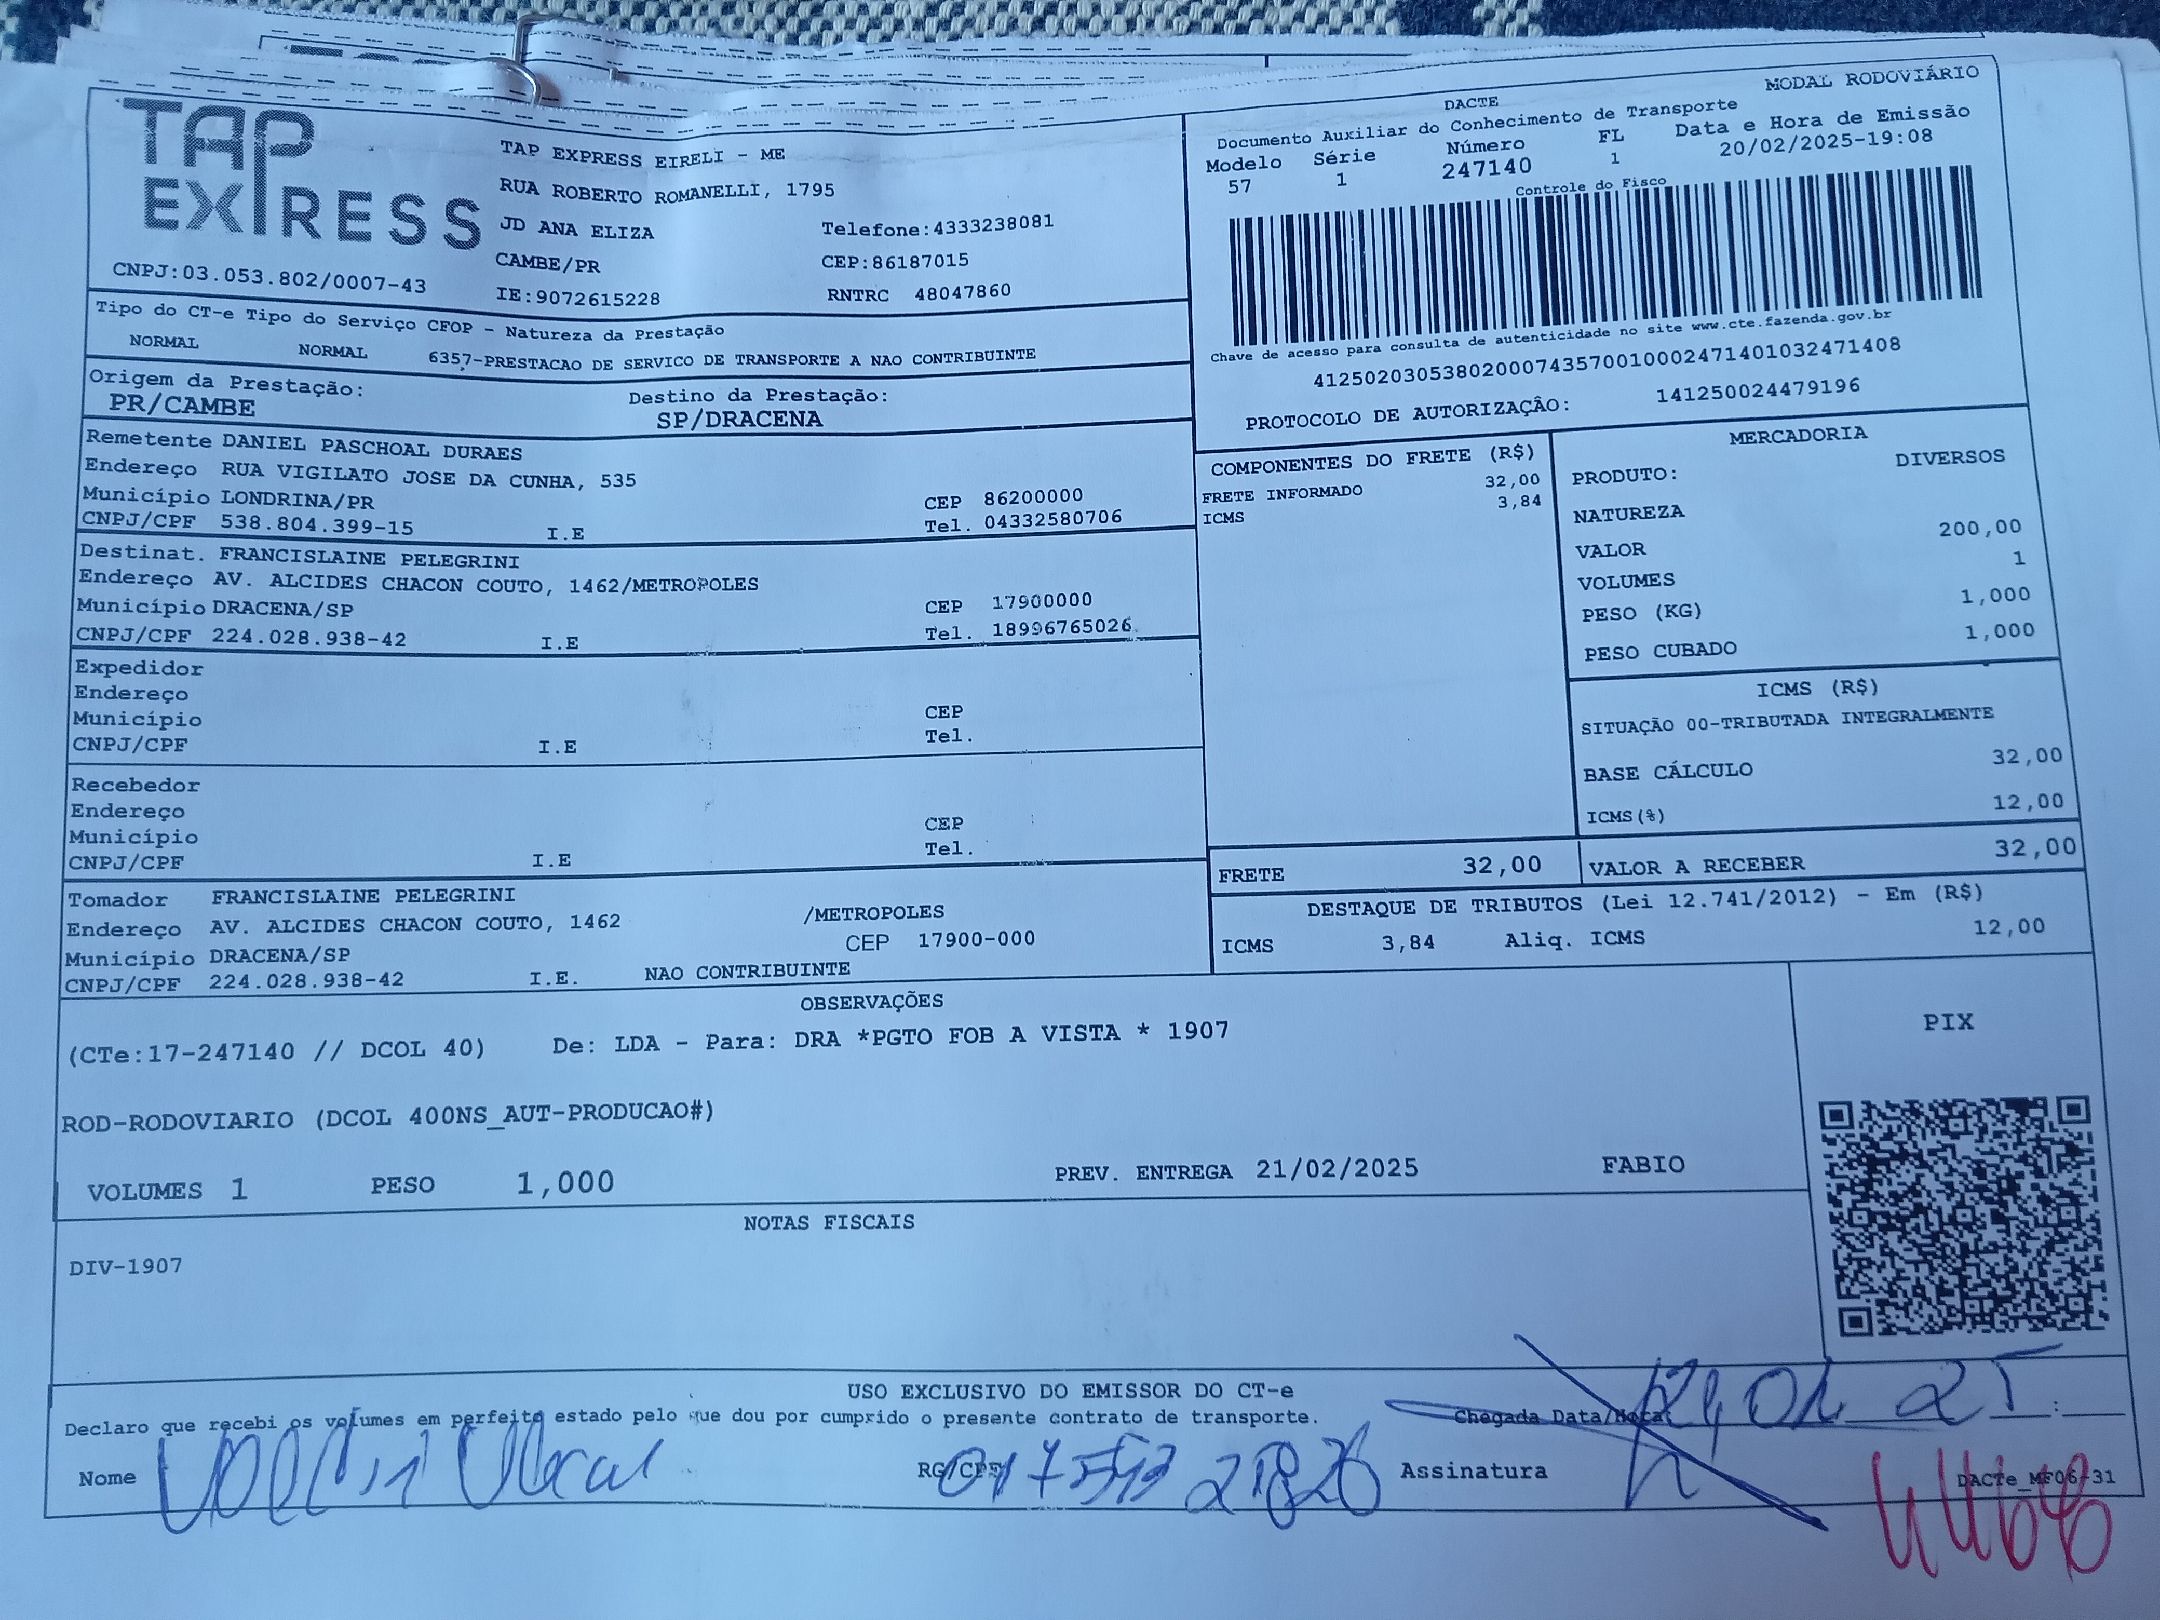 TAP EXPRESS
TAP EXPRESS EIRELI - ME
RUA ROBERTO ROMANELLI, 1795
JD ANA ELIZA Telefone:4333238081
CAMBE/PR CEP:86187015
CNPJ:03.053.802/0007-43 IE:9072615228 RNTRC 48047860
MODAL RODOVIÁRIO
DACTE
Documento Auxiliar do Conhecimento de Transporte
Modelo Série Número FL Data e Hora de Emissão
57 1 247140 1 20/02/2025-19:08
Controle do Fisco
Chave de acesso para consulta de autenticidade no site www.cte.fazenda.gov.br
41250203053802000743570010002471401032471408
PROTOCOLO DE AUTORIZAÇÂO: 141250024479196
Tipo do CT-e Tipo do Serviço CFOP - Natureza da Prestação
NORMAL NORMAL 6357-PRESTACAO DE SERVICO DE TRANSPORTE A NAO CONTRIBUINTE
Origem da Prestação: Destino da Prestação:
PR/CAMBE SP/DRACENA
Remetente DANIEL PASCHOAL DURAES
Endereço RUA VIGILATO JOSE DA CUNHA, 535
Município LONDRINA/PR CEP 86200000
CNPJ/CPF 538.804.399-15 I.E Tel. 04332580706
Destinat. FRANCISLAINE PELEGRINI
Endereço AV. ALCIDES CHACON COUTO, 1462/METROPOLES
Município DRACENA/SP CEP 17900000
CNPJ/CPF 224.028.938-42 I.E Tel. 18996765026
Expedidor
Endereço
Município CEP
CNPJ/CPF I.E Tel.
Recebedor
Endereço
Município CEP
CNPJ/CPF I.E Tel.
Tomador FRANCISLAINE PELEGRINI
Endereço AV. ALCIDES CHACON COUTO, 1462 /METROPOLES
Município DRACENA/SP CEP 17900-000
CNPJ/CPF 224.028.938-42 I.E. NAO CONTRIBUINTE
COMPONENTES DO FRETE (R$)
FRETE INFORMADO 32,00
ICMS 3,84
MERCADORIA
PRODUTO: DIVERSOS
NATUREZA
VALOR 200,00
VOLUMES 1
PESO (KG) 1,000
PESO CUBADO 1,000
ICMS (R$)
SITUAÇÃO 00-TRIBUTADA INTEGRALMENTE
BASE CÁLCULO 32,00
ICMS(%) 12,00
FRETE 32,00 VALOR A RECEBER 32,00
DESTAQUE DE TRIBUTOS (Lei 12.741/2012) - Em (R$)
ICMS 3,84 Aliq. ICMS 12,00
OBSERVAÇÕES
(CTe:17-247140 // DCOL 40) De: LDA - Para: DRA *PGTO FOB A VISTA * 1907
ROD-RODOVIARIO (DCOL 400NS_AUT-PRODUCAO#)
VOLUMES 1 PESO 1,000 PREV. ENTREGA 21/02/2025 FABIO
PIX
NOTAS FISCAIS
DIV-1907
USO EXCLUSIVO DO EMISSOR DO CT-e
Declaro que recebi os volumes em perfeito estado pelo que dou por cumprido o presente contrato de transporte. Chegada Data/Hora:
Nome RG/CPF Assinatura DACTe_MF06-31